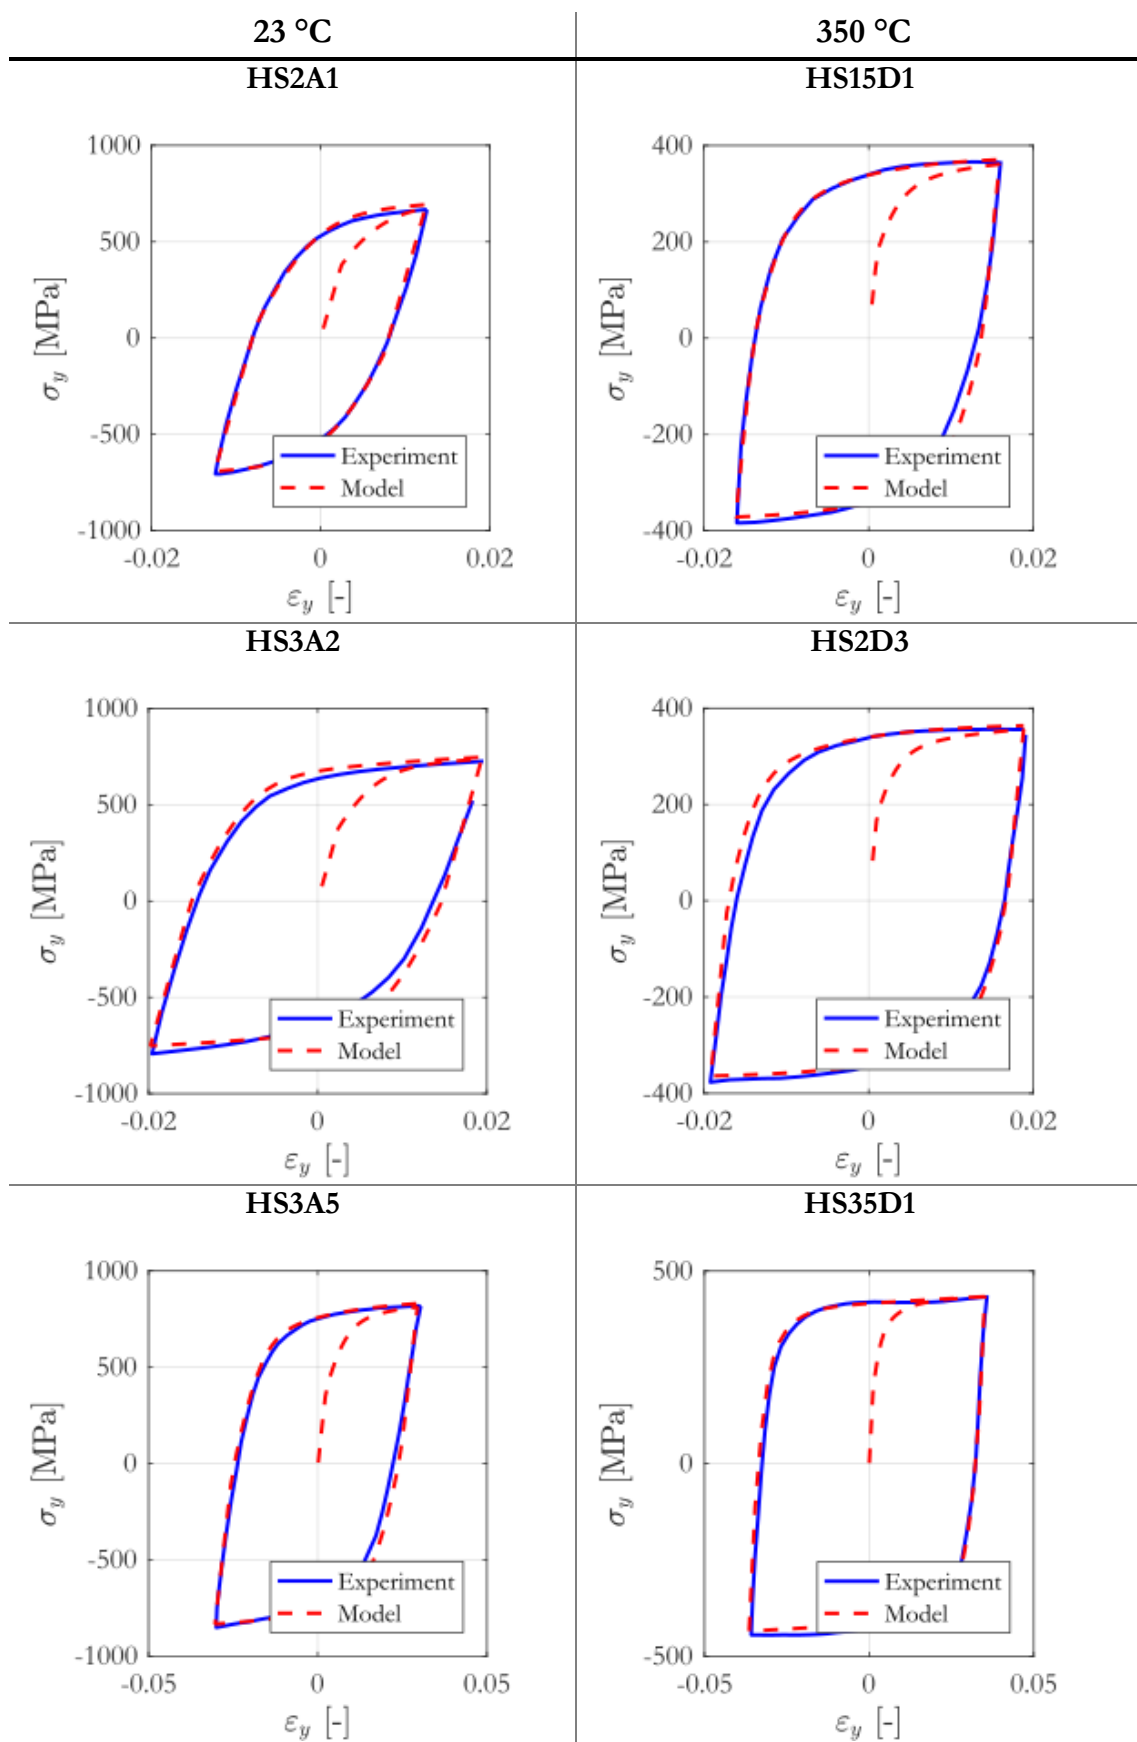 23 °C
350 °C
HS2A1
HS15D1
1000
500
0
-500
-1000
-0.02
0
0.02
σy [MPa]
εy [-]
Experiment
Model
400
200
0
-200
-400
-0.02
0
0.02
σy [MPa]
εy [-]
Experiment
Model
HS3A2
HS2D3
1000
500
0
-500
-1000
-0.02
0
0.02
σy [MPa]
εy [-]
Experiment
Model
400
200
0
-200
-400
-0.02
0
0.02
σy [MPa]
εy [-]
Experiment
Model
HS3A5
HS35D1
1000
500
0
-500
-1000
-0.05
0
0.05
σy [MPa]
εy [-]
Experiment
Model
500
0
-500
-0.05
0
0.05
σy [MPa]
εy [-]
Experiment
Model